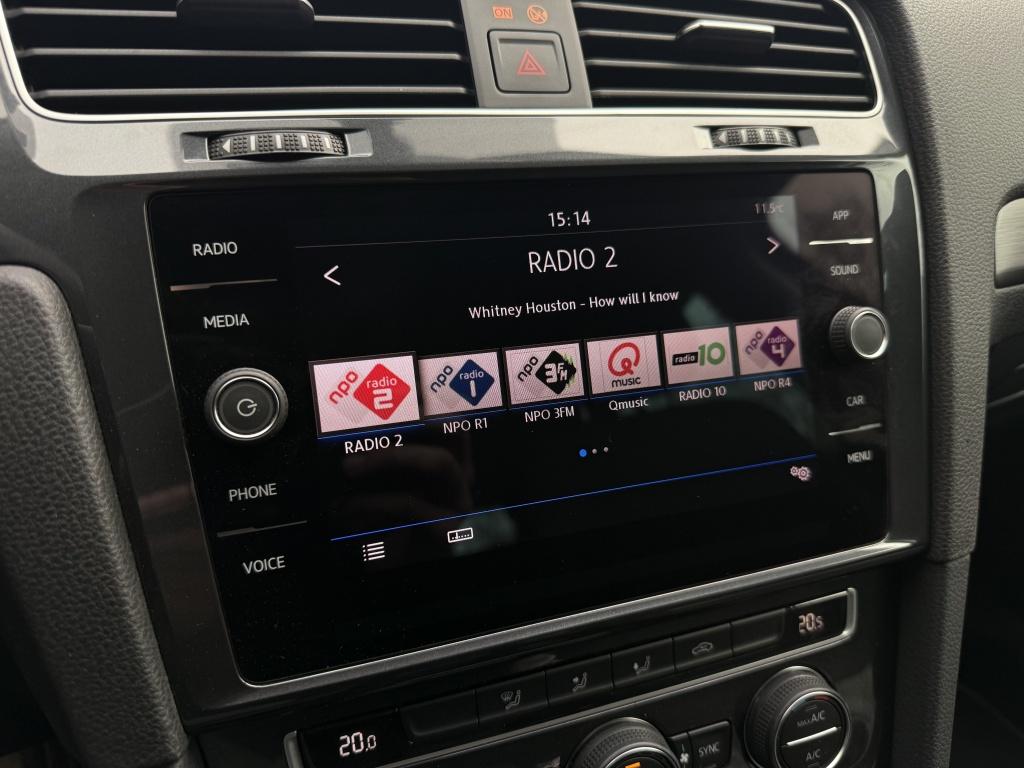 ON
15:14
11.5°C
RADIO
APP
<
RADIO 2
>
SOUND
MEDIA
Whitney Houston - How will I know
npo radio 2
npo radio 1
npo 3FM
Q MUSIC
radio 10
npo radio 4
RADIO 2
NPO R1
NPO 3FM
Qmusic
RADIO 10
NPO R4
CAR
PHONE
MENU
VOICE
20.5
20.0
SYNC
MAX A/C
A/C